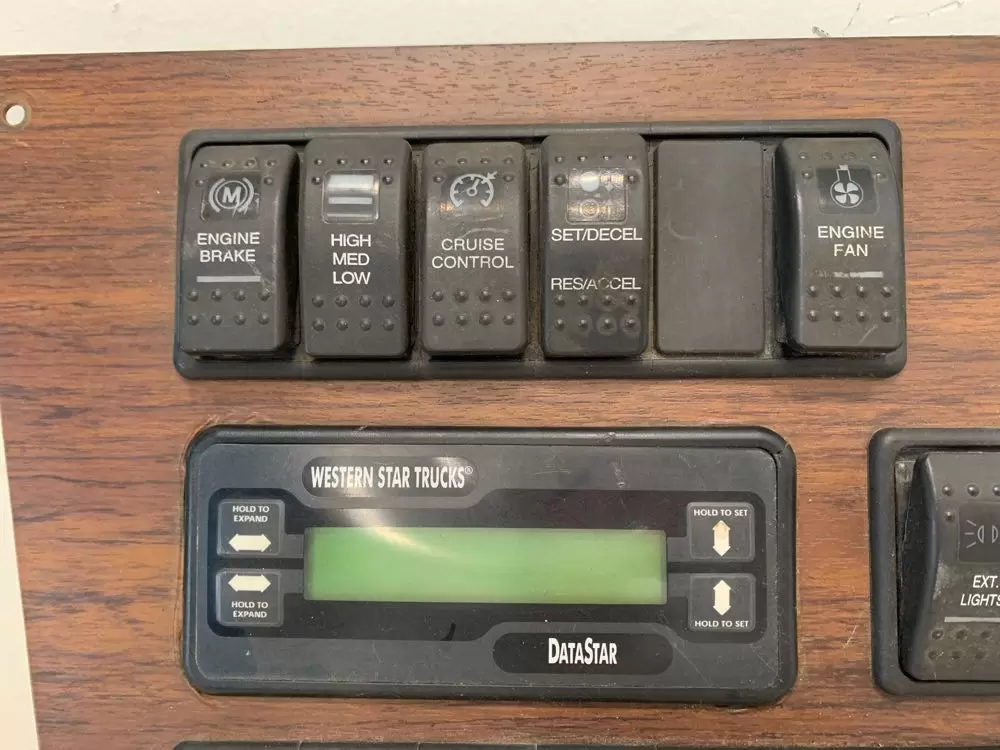 M
ENGINE
BRAKE
HIGH
MED
LOW
CRUISE
CONTROL
SET/DECEL
RES/ACCEL
ENGINE
FAN
WESTERN STAR TRUCKS®
HOLD TO
EXPAND
HOLD TO SET
HOLD TO
EXPAND
HOLD TO SET
DATASTAR
EXT.
LIGHTS